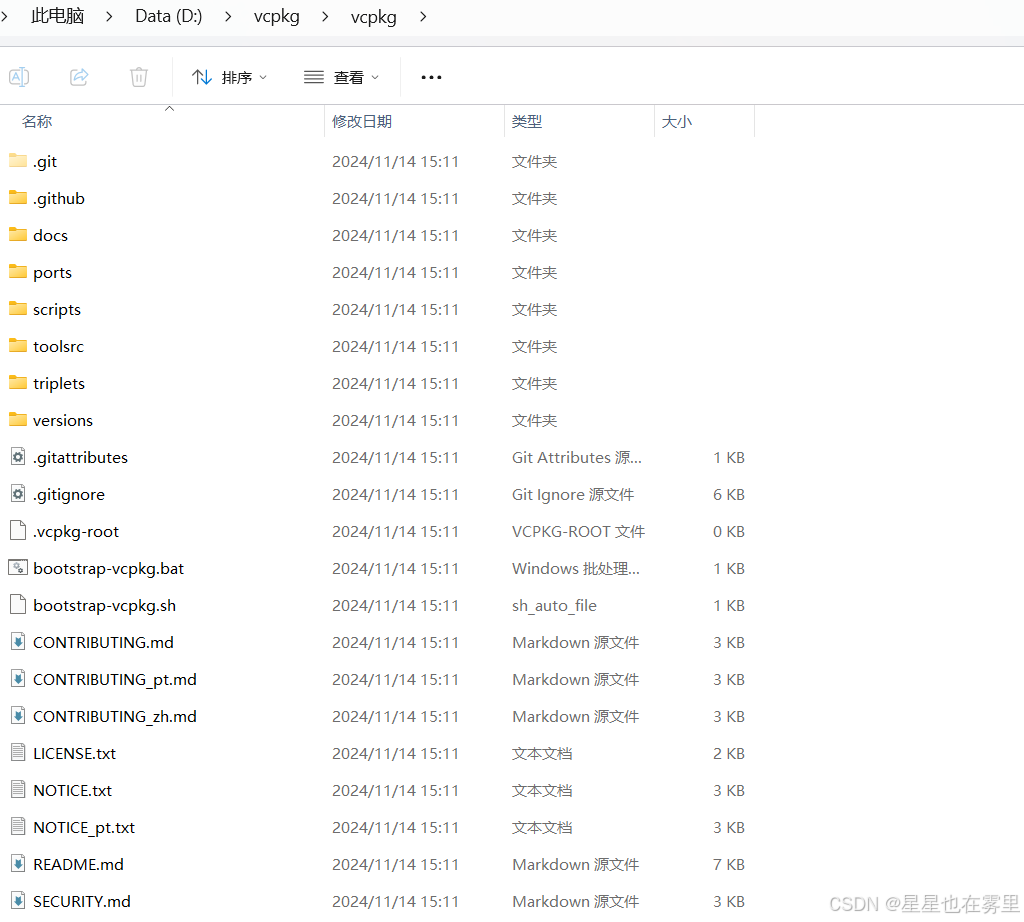 此电脑 > Data (D:) > vcpkg > vcpkg >
排序 查看
名称 修改日期 类型 大小
.git 2024/11/14 15:11 文件夹
.github 2024/11/14 15:11 文件夹
docs 2024/11/14 15:11 文件夹
ports 2024/11/14 15:11 文件夹
scripts 2024/11/14 15:11 文件夹
toolsrc 2024/11/14 15:11 文件夹
triplets 2024/11/14 15:11 文件夹
versions 2024/11/14 15:11 文件夹
.gitattributes 2024/11/14 15:11 Git Attributes 源... 1 KB
.gitignore 2024/11/14 15:11 Git Ignore 源文件 6 KB
.vcpkg-root 2024/11/14 15:11 VCPKG-ROOT 文件 0 KB
bootstrap-vcpkg.bat 2024/11/14 15:11 Windows 批处理... 1 KB
bootstrap-vcpkg.sh 2024/11/14 15:11 sh_auto_file 1 KB
CONTRIBUTING.md 2024/11/14 15:11 Markdown 源文件 3 KB
CONTRIBUTING_pt.md 2024/11/14 15:11 Markdown 源文件 3 KB
CONTRIBUTING_zh.md 2024/11/14 15:11 Markdown 源文件 3 KB
LICENSE.txt 2024/11/14 15:11 文本文档 2 KB
NOTICE.txt 2024/11/14 15:11 文本文档 3 KB
NOTICE_pt.txt 2024/11/14 15:11 文本文档 3 KB
README.md 2024/11/14 15:11 Markdown 源文件 7 KB
SECURITY.md 2024/11/14 15:11 Markdown 源文件 3 KB
CSDN @星星也在雾里